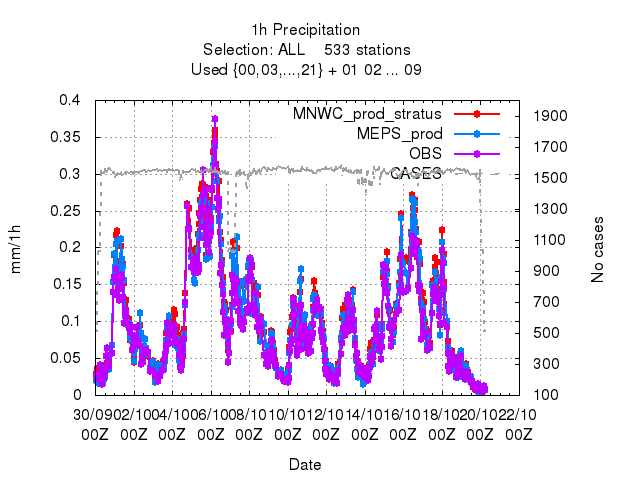 1h Precipitation
Selection: ALL 533 stations
Used {00,03,...,21} + 01 02 ... 09
MNWC_prod_stratus
MEPS_prod
OBS
CASES
mm/1h
0.4
0.35
0.3
0.25
0.2
0.15
0.1
0.05
0
1900
1700
1500
1300
1100
900
700
500
300
100
No cases
30/09 02/10 04/10 06/10 08/10 10/10 12/10 14/10 16/10 18/10 20/10 22/10
00Z 00Z 00Z 00Z 00Z 00Z 00Z 00Z 00Z 00Z 00Z 00Z
Date